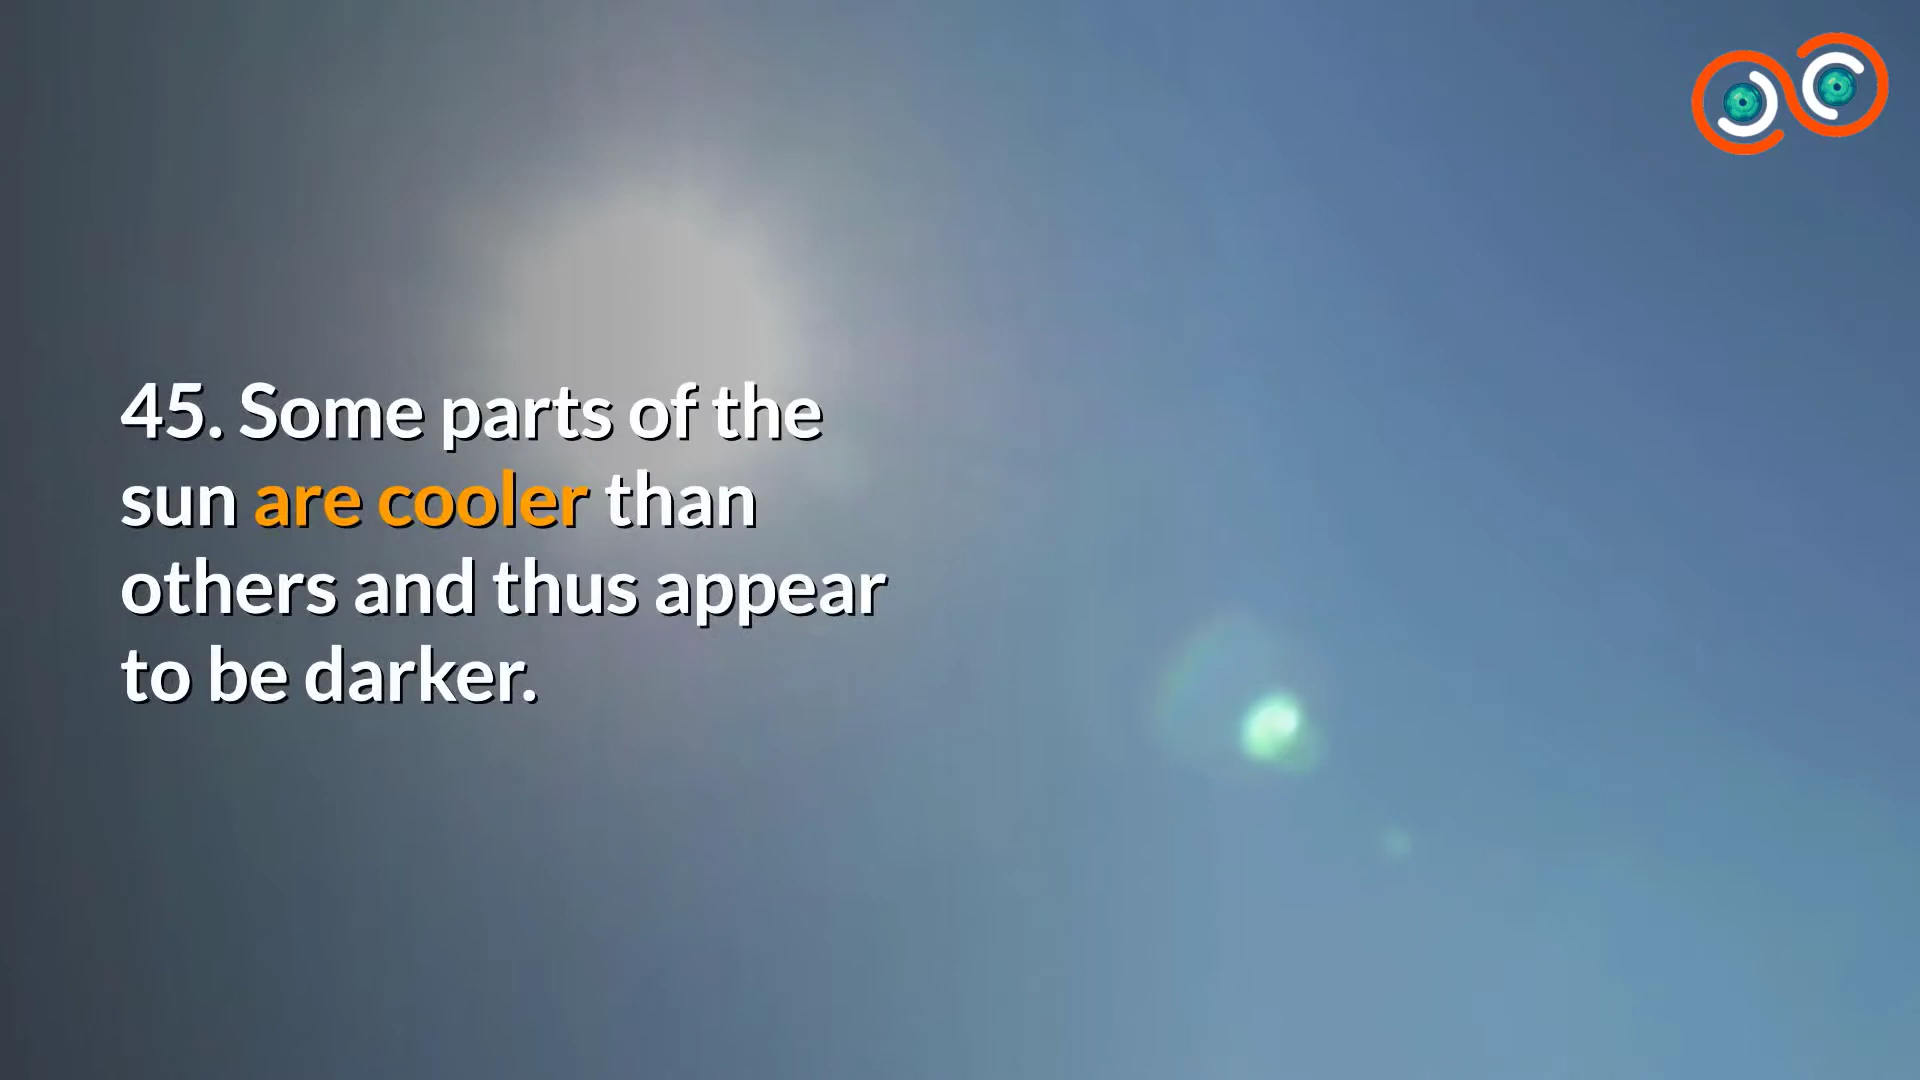 45. Some parts of the
sun are cooler than
others and thus appear
to be darker.